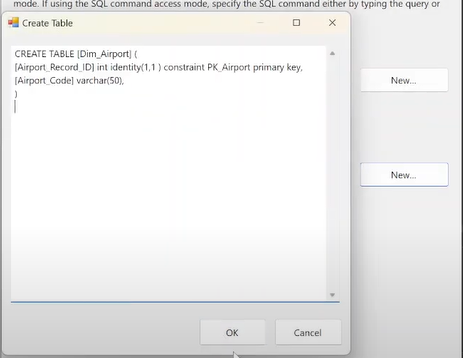 mode. If using the SQL command access mode, specify the SQL command either by typing the query or
Create Table
CREATE TABLE [Dim_Airport] (
[Airport_Record_ID] int identity(1,1 ) constraint PK_Airport primary key,
[Airport_Code] varchar(50),
)
New...
New...
OK
Cancel